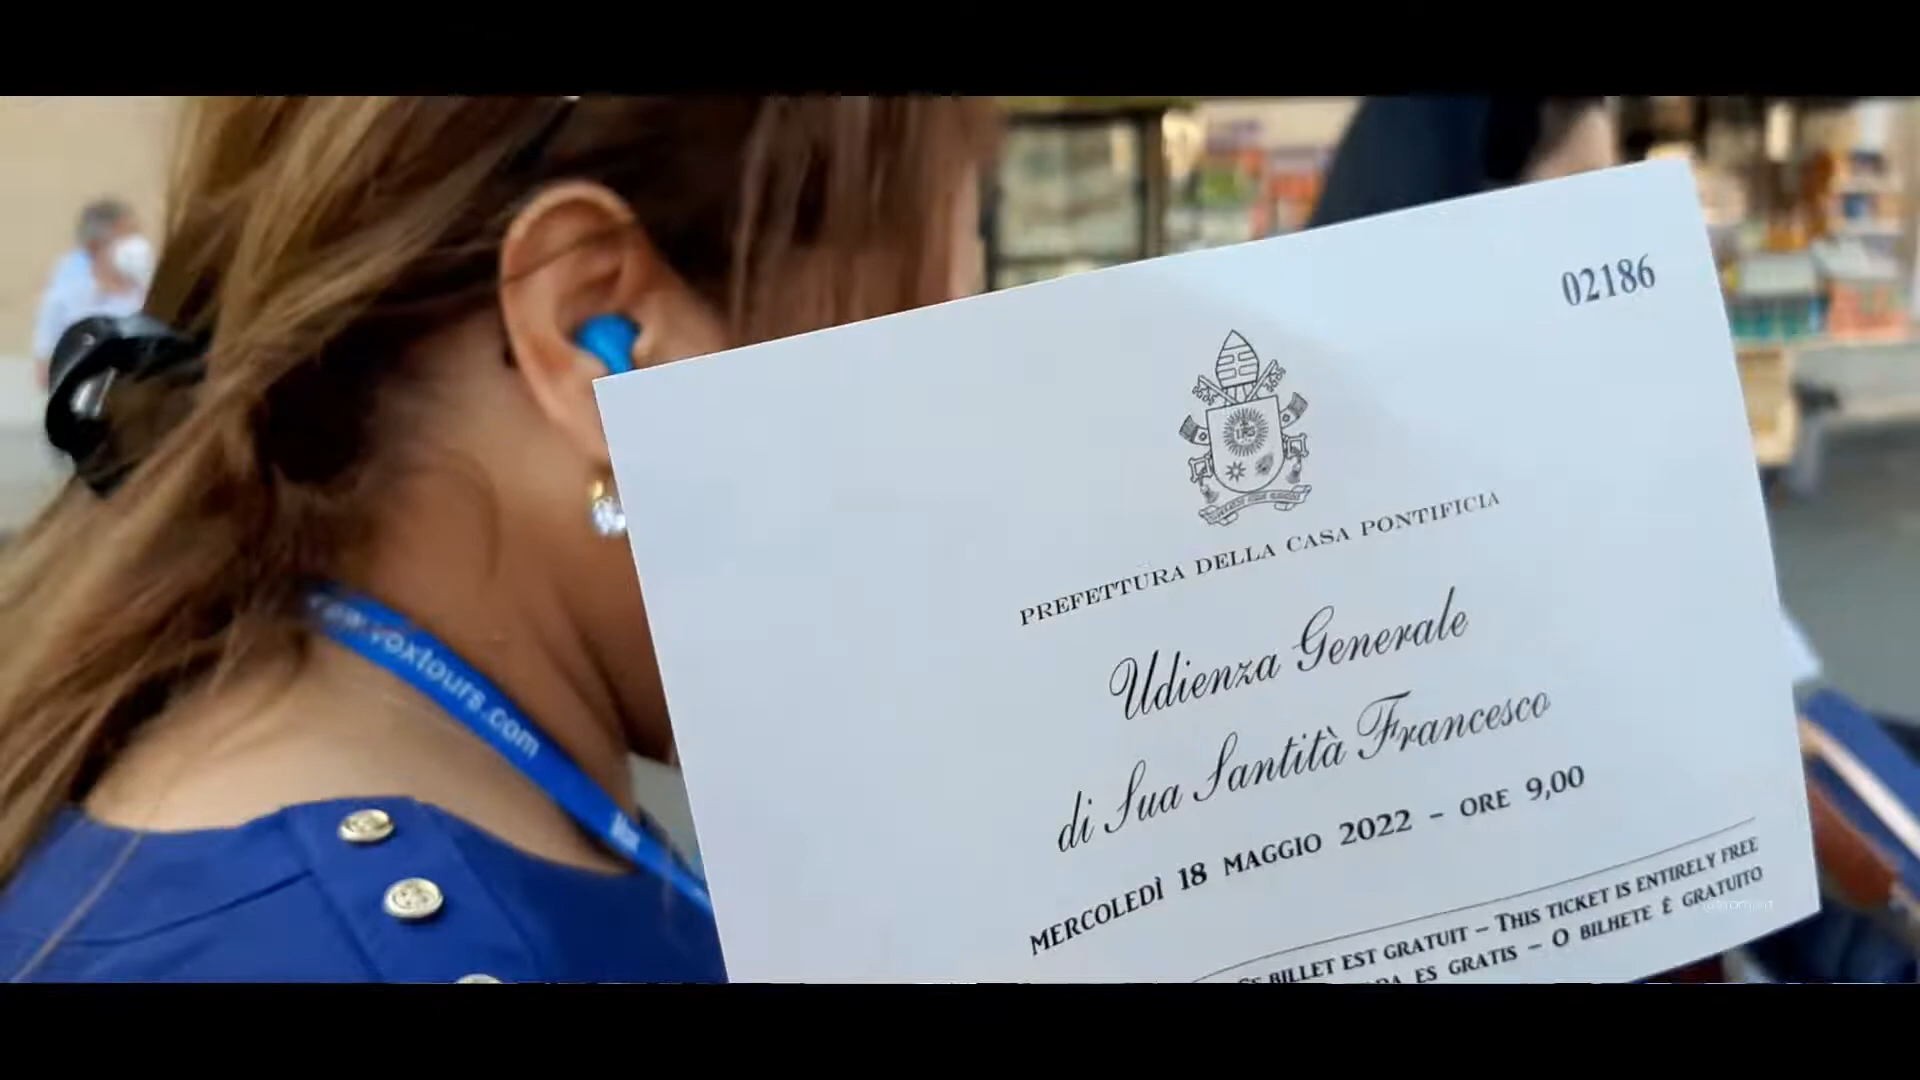 02186
PREFETTURA DELLA CASA PONTIFICIA
Udienza Generale
di Sua Santità Francesco
MERCOLEDÌ 18 MAGGIO 2022 - ORE 9,00
BILLET EST GRATUIT – THIS TICKET IS ENTIRELY FREE
ES GRATIS – O BILHETE É GRATUITO
www.voxtours.com